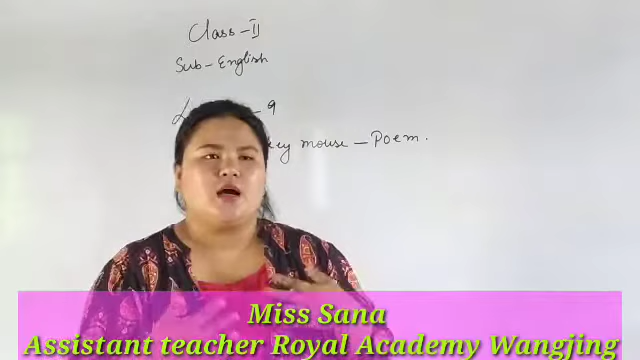 Class - II
Sub - English
- 9
mouse - Poem.
Miss Sana
Assistant teacher Royal Academy Wangjing